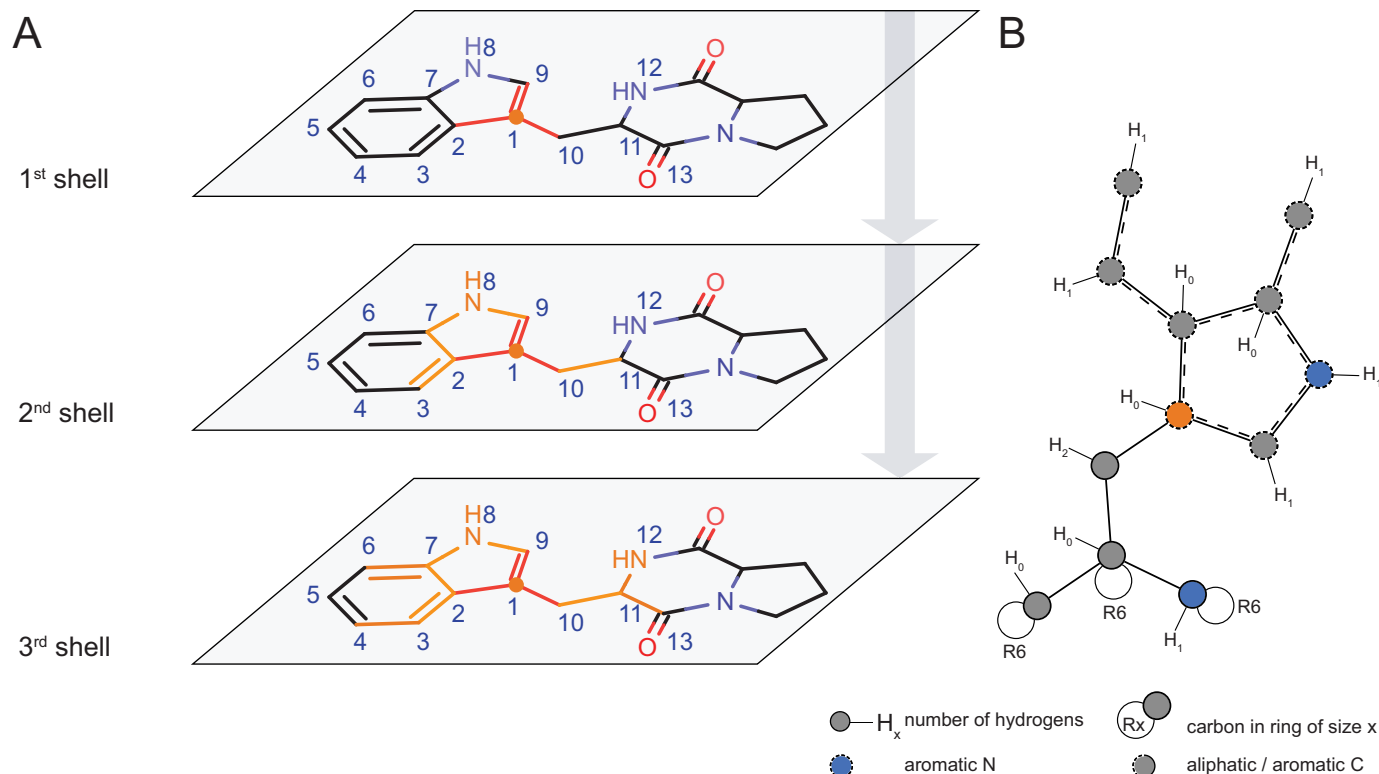 A
B
1st shell
H
N
8
9
7
6
5
4
3
2
1
10
11
12
13
HN
N
O
O
2nd shell
H
N
8
9
7
6
5
4
3
2
1
10
11
12
13
HN
N
O
O
3rd shell
H
N
8
9
7
6
5
4
3
2
1
10
11
12
13
HN
N
O
O
H1
H1
H1
H0
H0
H1
H0
H2
H1
H0
H0
R6
R6
R6
H1
Hx number of hydrogens
Rx carbon in ring of size x
aromatic N
aliphatic / aromatic C